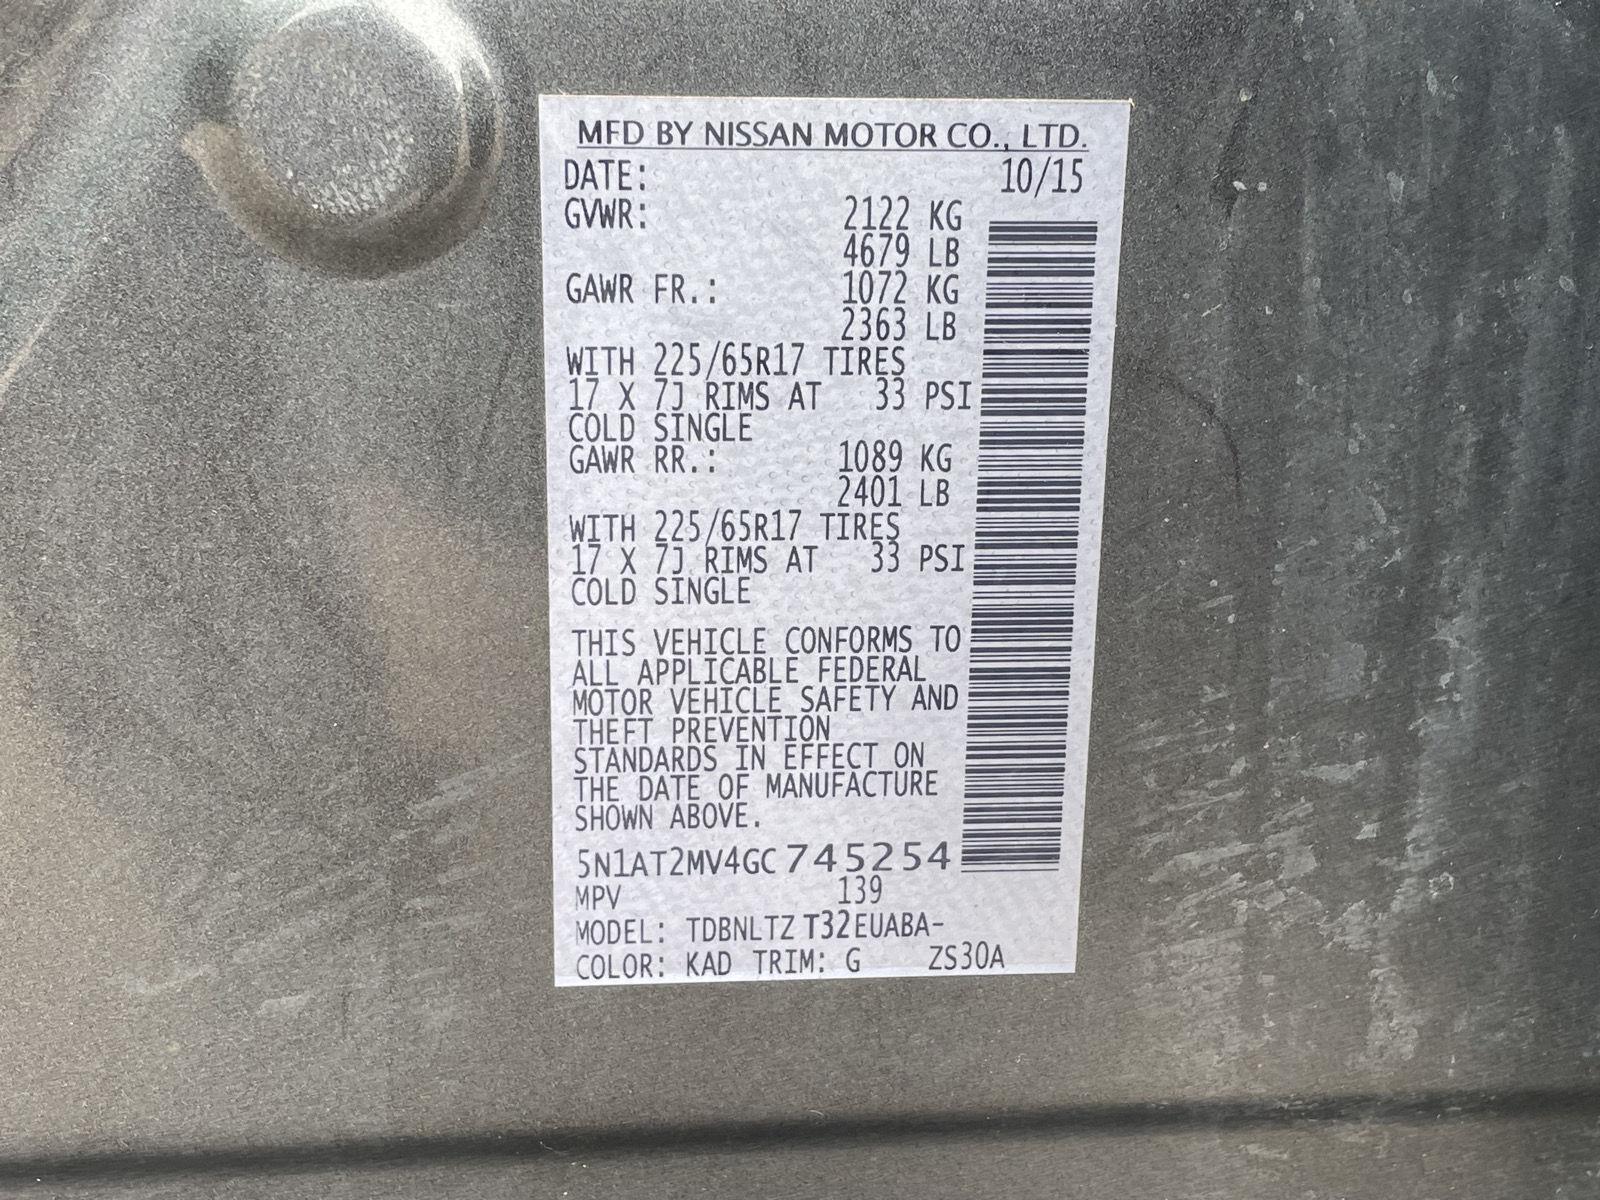 MFD BY NISSAN MOTOR CO., LTD.
DATE: 10/15
GVWR: 2122 KG
4679 LB
GAWR FR.: 1072 KG
2363 LB
WITH 225/65R17 TIRES
17 X 7J RIMS AT 33 PSI
COLD SINGLE
GAWR RR.: 1089 KG
2401 LB
WITH 225/65R17 TIRES
17 X 7J RIMS AT 33 PSI
COLD SINGLE
THIS VEHICLE CONFORMS TO
ALL APPLICABLE FEDERAL
MOTOR VEHICLE SAFETY AND
THEFT PREVENTION
STANDARDS IN EFFECT ON
THE DATE OF MANUFACTURE
SHOWN ABOVE.
5N1AT2MV4GC745254
MPV 139
MODEL: TDBNLTZ T32EUABA-
COLOR: KAD TRIM: G ZS30A